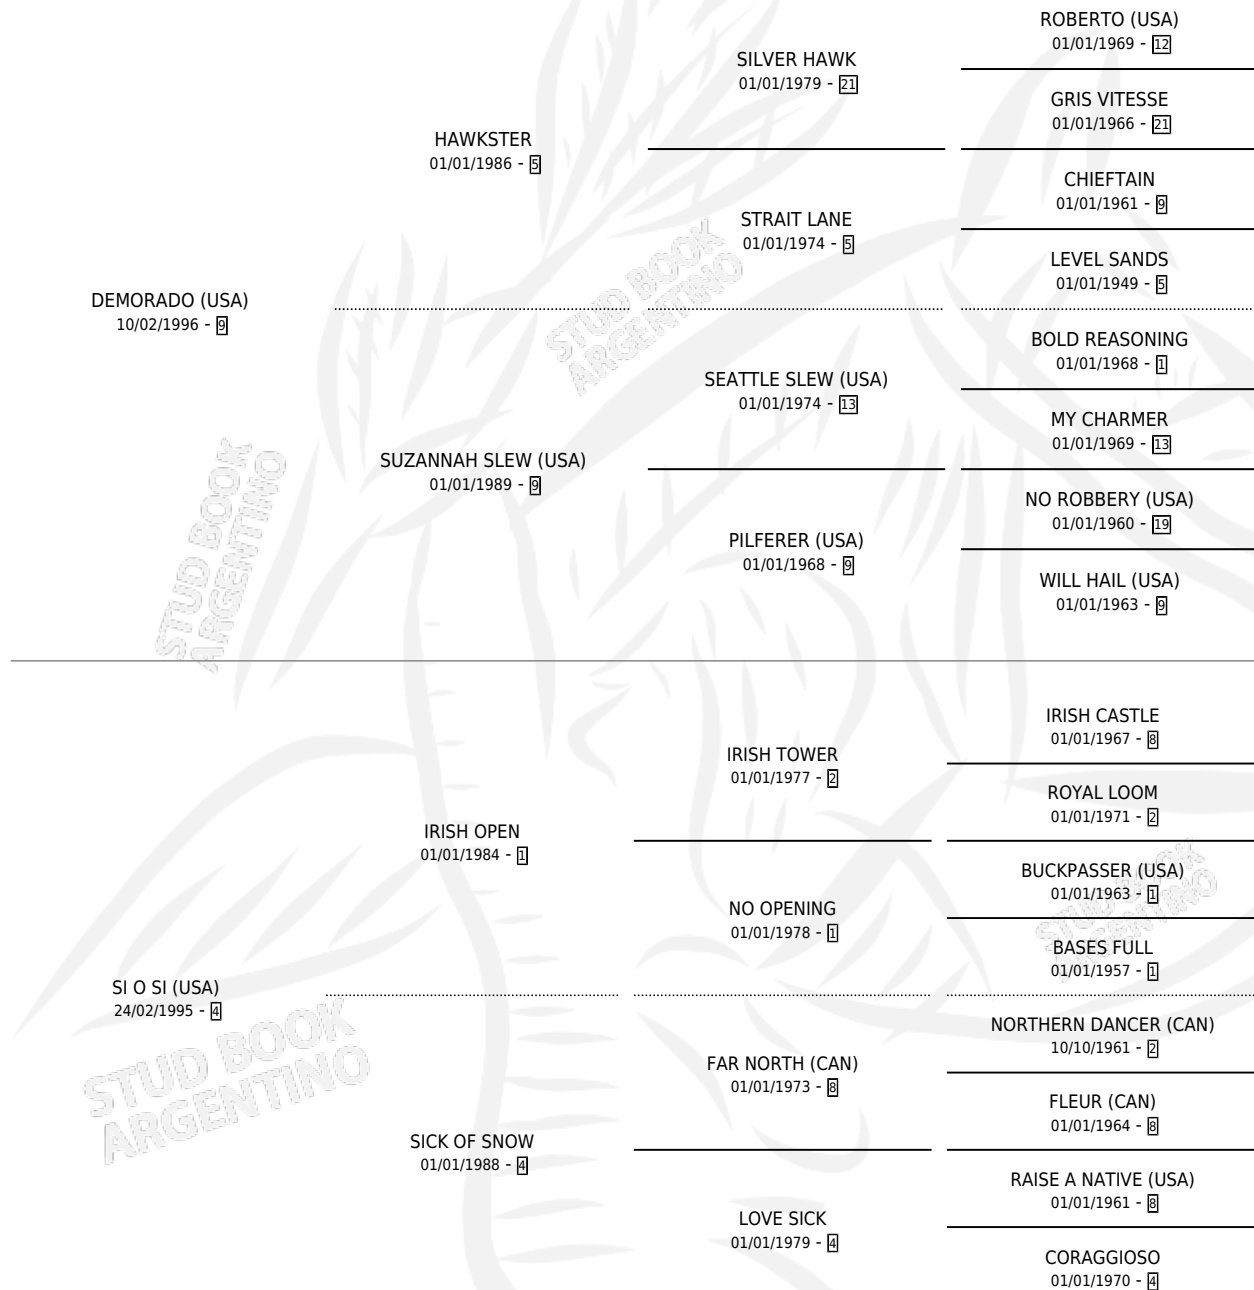 ROBERTO (USA)
01/01/1969 - 12
SILVER HAWK
01/01/1979 - 21
GRIS VITESSE
01/01/1966 - 21
HAWKSTER
01/01/1986 - 5
CHIEFTAIN
01/01/1961 - 9
STRAIT LANE
01/01/1974 - 5
LEVEL SANDS
01/01/1949 - 5
DEMORADO (USA)
10/02/1996 - 9
BOLD REASONING
01/01/1968 - 1
SEATTLE SLEW (USA)
01/01/1974 - 13
MY CHARMER
01/01/1969 - 13
SUZANNAH SLEW (USA)
01/01/1989 - 9
NO ROBBERY (USA)
01/01/1960 - 19
PILFERER (USA)
01/01/1968 - 9
WILL HAIL (USA)
01/01/1963 - 9
IRISH CASTLE
01/01/1967 - 8
IRISH TOWER
01/01/1977 - 2
ROYAL LOOM
01/01/1971 - 2
IRISH OPEN
01/01/1984 - 1
BUCKPASSER (USA)
01/01/1963 - 1
NO OPENING
01/01/1978 - 1
BASES FULL
01/01/1957 - 1
SI O SI (USA)
24/02/1995 - 4
NORTHERN DANCER (CAN)
10/10/1961 - 2
FAR NORTH (CAN)
01/01/1973 - 8
FLEUR (CAN)
01/01/1964 - 8
SICK OF SNOW
01/01/1988 - 4
RAISE A NATIVE (USA)
01/01/1961 - 8
LOVE SICK
01/01/1979 - 4
CORAGGIOSO
01/01/1970 - 4
STUD BOOK
ARGENTINO
STUD BOOK
ARGENTINO
STUD BOOK
ARGENTINO
STUD BOOK
ARGENTINO